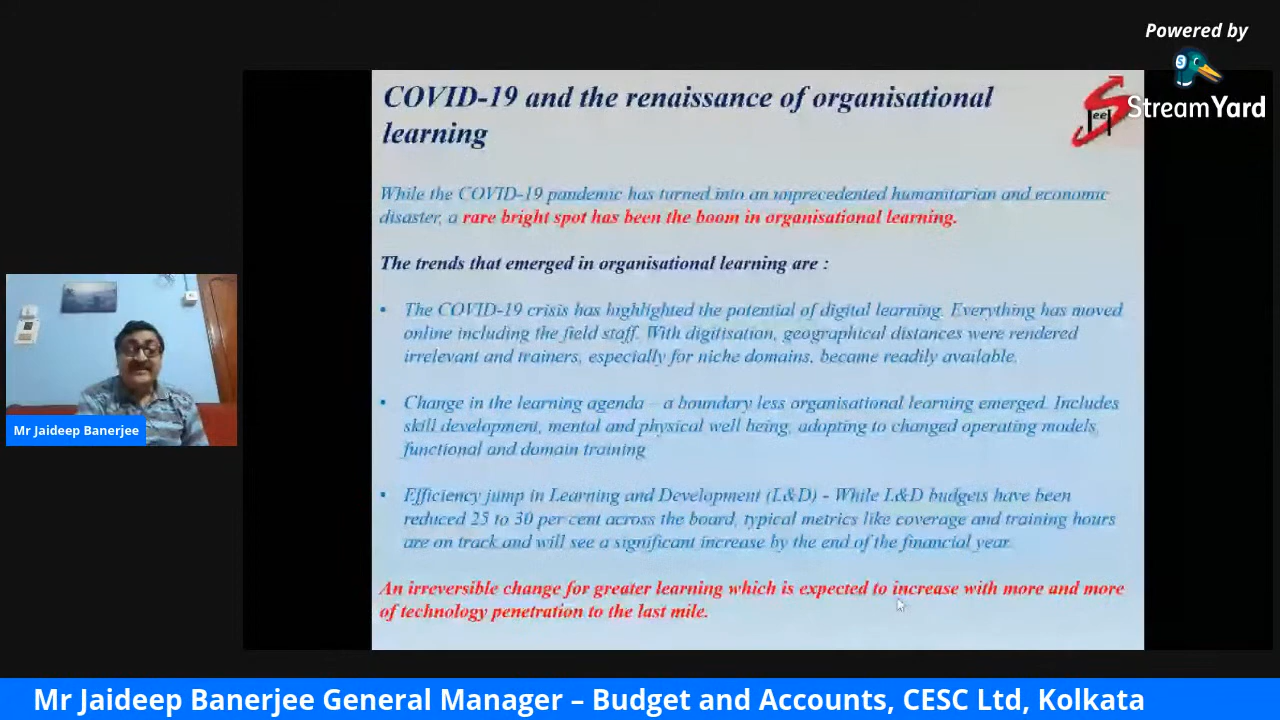 Powered by
StreamYard
COVID-19 and the renaissance of organisational
learning
While the COVID-19 pandemic has turned into an unprecedented humanitarian and economic
disaster, a rare bright spot has been the boom in organisational learning.
The trends that emerged in organisational learning are :
• The COVID-19 crisis has highlighted the potential of digital learning. Everything has moved
online including the field staff. With digitisation, geographical distances were rendered
irrelevant and trainers, especially for niche domains, became readily available.
• Change in the learning agenda – a boundary less organisational learning emerged. Includes
skill development, mental and physical well being, adopting to changed operating models,
functional and domain training
• Efficiency jump in Learning and Development (L&D) - While L&D budgets have been
reduced 25 to 30 per cent across the board, typical metrics like coverage and training hours
are on track and will see a significant increase by the end of the financial year.
An irreversible change for greater learning which is expected to increase with more and more
of technology penetration to the last mile.
Mr Jaideep Banerjee
Mr Jaideep Banerjee General Manager – Budget and Accounts, CESC Ltd, Kolkata